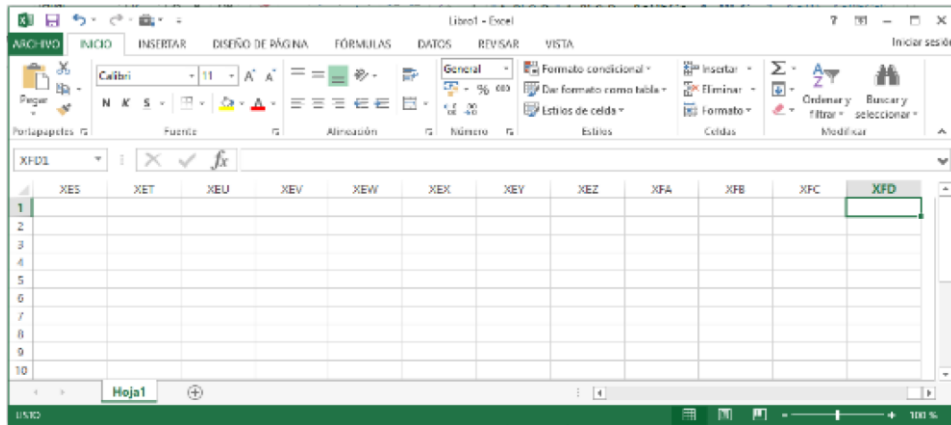 Libro1 - Excel
ARCHIVO INICIO INSERTAR DISEÑO DE PÁGINA FÓRMULAS DATOS REVISAR VISTA Iniciar sesión
Calibri 11 General Formato condicional Insertar
Pegar N K S A % 000 Dar formato como tabla Eliminar Ordenar y Buscar y
Estilos de celda Formato filtrar seleccionar
Portapapeles Fuente Alineación Número Estilos Celdas Modificar
XFD1 fx
XES XET XEU XEV XEW XEX XEY XEZ XFA XFB XFC XFD
1
2
3
4
5
6
7
8
9
10
Hoja1
LISTO 100 %